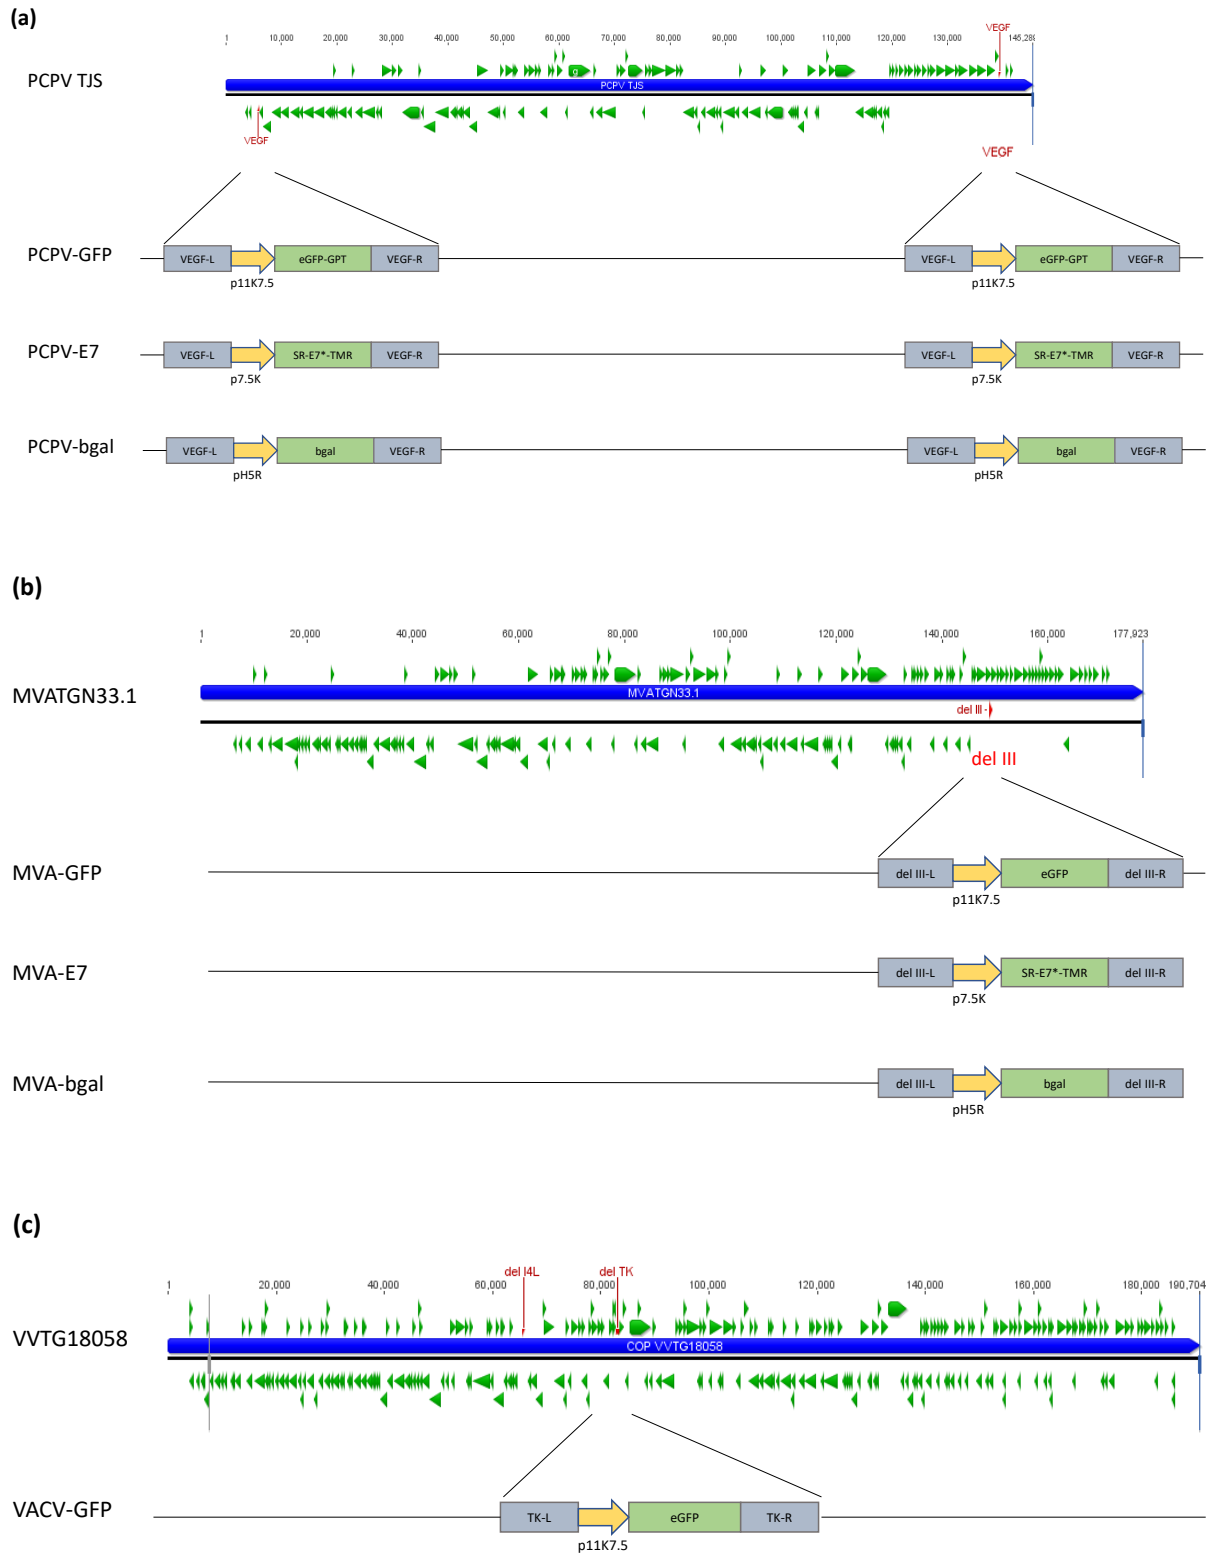 (a)
VEGF
1 10,000 20,000 30,000 40,000 50,000 60,000 70,000 80,000 90,000 100,000 110,000 120,000 130,000 145,28
PCPV TJS
PCPV TJS
VEGF
VEGF
PCPV-GFP VEGF-L eGFP-GPT VEGF-R VEGF-L eGFP-GPT VEGF-R
p11K7.5 p11K7.5
PCPV-E7 VEGF-L SR-E7*-TMR VEGF-R VEGF-L SR-E7*-TMR VEGF-R
p7.5K p7.5K
PCPV-bgal VEGF-L bgal VEGF-R VEGF-L bgal VEGF-R
pH5R pH5R
(b)
1 20,000 40,000 60,000 80,000 100,000 120,000 140,000 160,000 177,923
MVATGN33.1 MVATGN33.1
del III
del III
MVA-GFP del III-L eGFP del III-R
p11K7.5
MVA-E7 del III-L SR-E7*-TMR del III-R
p7.5K
MVA-bgal del III-L bgal del III-R
pH5R
(c)
del I4L del TK
1 20,000 40,000 60,000 80,000 100,000 120,000 140,000 160,000 180,000 190,704
VVTG18058 COP VVTG18058
VACV-GFP TK-L eGFP TK-R
p11K7.5